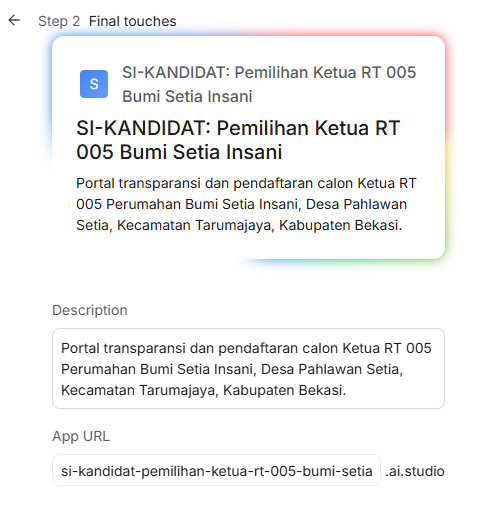 Step 2 Final touches
S
SI-KANDIDAT: Pemilihan Ketua RT 005
Bumi Setia Insani
SI-KANDIDAT: Pemilihan Ketua RT
005 Bumi Setia Insani
Portal transparansi dan pendaftaran calon Ketua RT
005 Perumahan Bumi Setia Insani, Desa Pahlawan
Setia, Kecamatan Tarumajaya, Kabupaten Bekasi.
Description
Portal transparansi dan pendaftaran calon Ketua RT 005
Perumahan Bumi Setia Insani, Desa Pahlawan Setia,
Kecamatan Tarumajaya, Kabupaten Bekasi.
App URL
si-kandidat-pemilihan-ketua-rt-005-bumi-setia .ai.studio